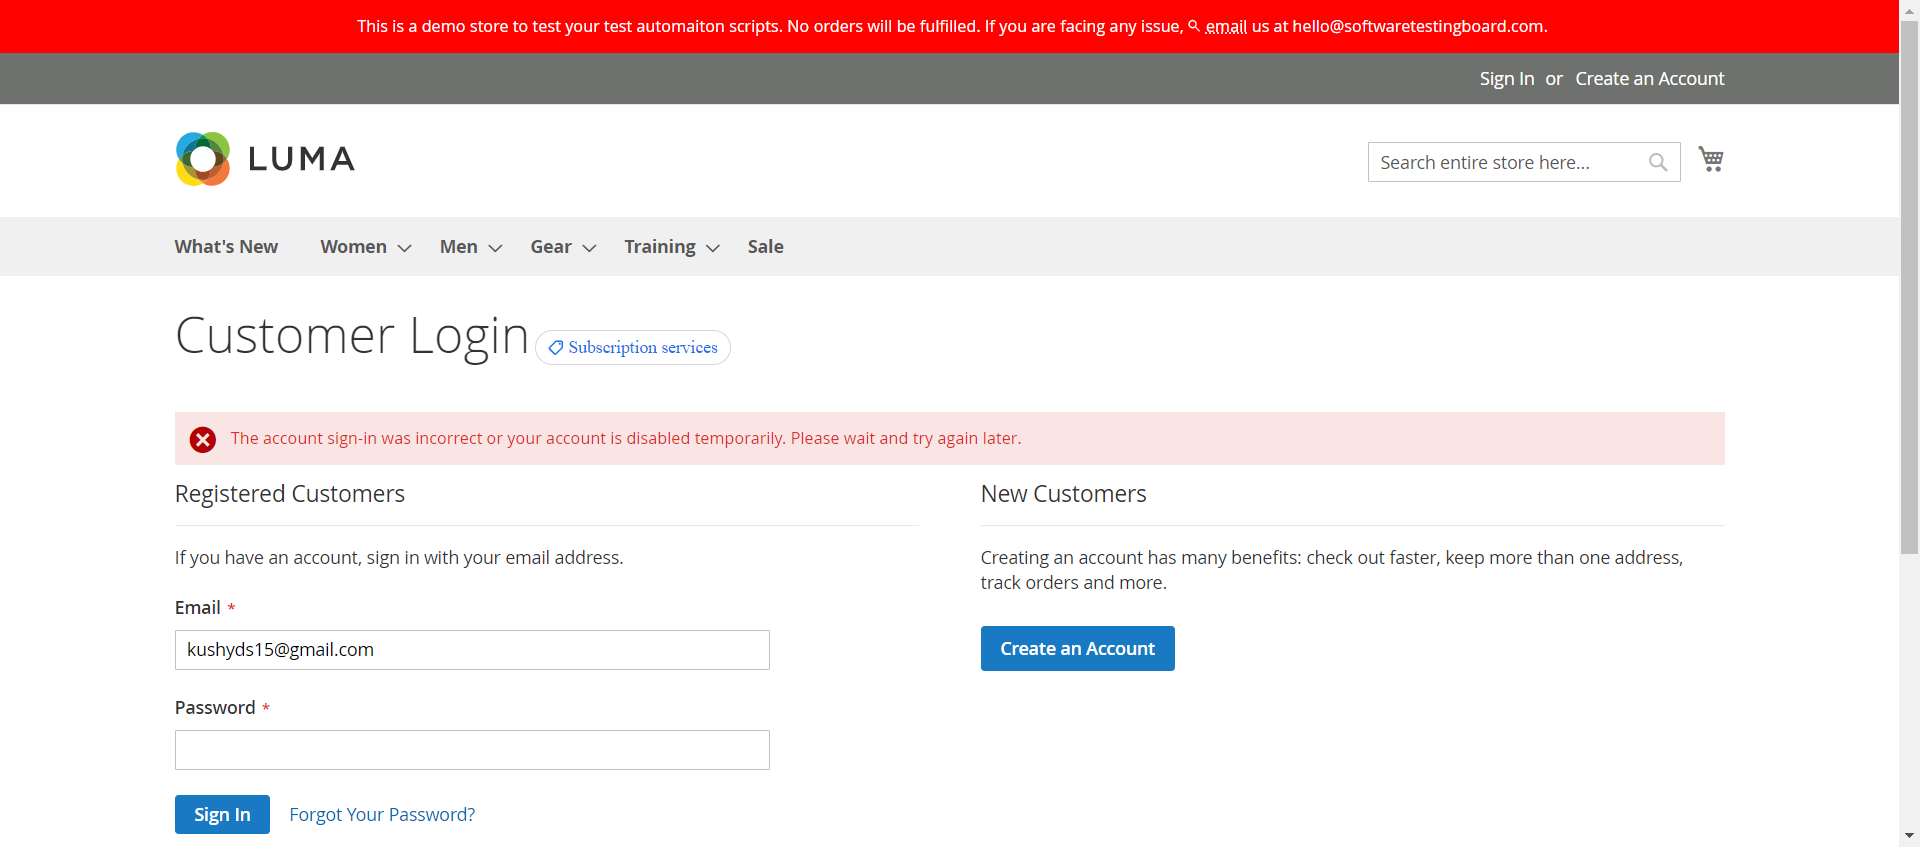 This is a demo store to test your test automaiton scripts. No orders will be fulfilled. If you are facing any issue, email us at hello@softwaretestingboard.com.
Sign In or Create an Account
LUMA
Search entire store here...
What's New Women Men Gear Training Sale
Customer Login
Subscription services
The account sign-in was incorrect or your account is disabled temporarily. Please wait and try again later.
Registered Customers
If you have an account, sign in with your email address.
Email *
kushyds15@gmail.com
Password *
Sign In Forgot Your Password?
New Customers
Creating an account has many benefits: check out faster, keep more than one address,
track orders and more.
Create an Account